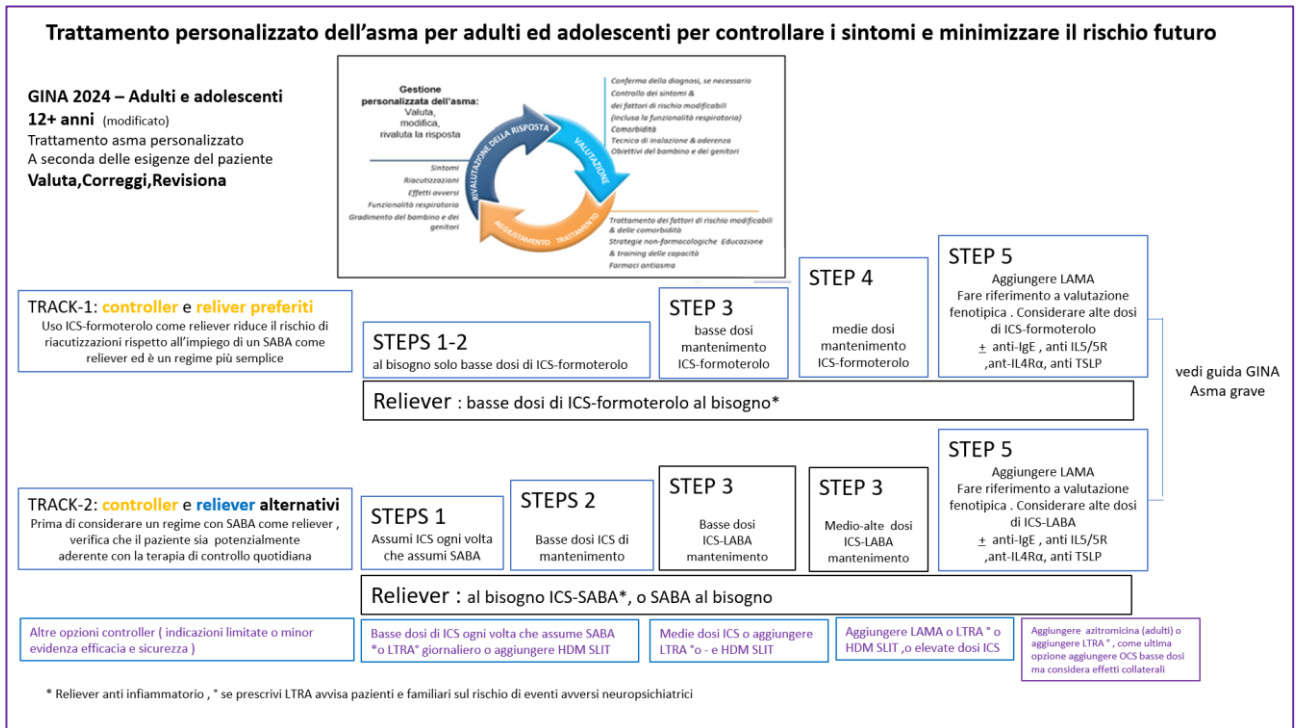 Trattamento personalizzato dell'asma per adulti ed adolescenti per controllare i sintomi e minimizzare il rischio futuro
GINA 2024 – Adulti e adolescenti
12+ anni (modificato)
Trattamento asma personalizzato
A seconda delle esigenze del paziente
Valuta,Correggi,Revisiona
Gestione
personalizzata dell'asma:
Valuta,
modifica,
rivaluta la risposta
Sintomi
Riacutizzazioni
Effetti avversi
Funzionalità respiratoria
Gradimento del bambino e dei
genitori
RIVALUTAZIONE DELLA RISPOSTA
VALUTAZIONE
AGGIUSTAMENTO TRATTAMENTO
Conferma della diagnosi, se necessario
Controllo dei sintomi &
dei fattori di rischio modificabili
(inclusa la funzionalità respiratoria)
Comorbidità
Tecnica di inalazione & aderenza
Obiettivi del bambino e dei genitori
Trattamento dei fattori di rischio modificabili
& delle comorbidità
Strategie non-farmacologiche Educazione
& training delle capacità
Farmaci antiasma
TRACK-1: controller e reliver preferiti
Uso ICS-formoterolo come reliever riduce il rischio di
riacutizzazioni rispetto all'impiego di un SABA come
reliever ed è un regime più semplice
STEPS 1-2
al bisogno solo basse dosi di ICS-formoterolo
STEP 3
basse dosi
mantenimento
ICS-formoterolo
STEP 4
medie dosi
mantenimento
ICS-formoterolo
STEP 5
Aggiungere LAMA
Fare riferimento a valutazione
fenotipica . Considerare alte dosi
di ICS-formoterolo
+ anti-IgE , anti IL5/5R
,ant-IL4Rα, anti TSLP
Reliever : basse dosi di ICS-formoterolo al bisogno*
vedi guida GINA
Asma grave
TRACK-2: controller e reliever alternativi
Prima di considerare un regime con SABA come reliever ,
verifica che il paziente sia potenzialmente
aderente con la terapia di controllo quotidiana
STEPS 1
Assumi ICS ogni volta
che assumi SABA
STEPS 2
Basse dosi ICS di
mantenimento
STEP 3
Basse dosi
ICS-LABA
mantenimento
STEP 3
Medio-alte dosi
ICS-LABA
mantenimento
STEP 5
Aggiungere LAMA
Fare riferimento a valutazione
fenotipica . Considerare alte dosi
di ICS-LABA
+ anti-IgE , anti IL5/5R
,ant-IL4Rα, anti TSLP
Reliever : al bisogno ICS-SABA*, o SABA al bisogno
Altre opzioni controller ( indicazioni limitate o minor
evidenza efficacia e sicurezza )
Basse dosi di ICS ogni volta che assume SABA
*o LTRA° giornaliero o aggiungere HDM SLIT
Medie dosi ICS o aggiungere
LTRA °o - e HDM SLIT
Aggiungere LAMA o LTRA ° o
HDM SLIT ,o elevate dosi ICS
Aggiungere azitromicina (adulti) o
aggiungere LTRA ° , come ultima
opzione aggiungere OCS basse dosi
ma considera effetti collaterali
* Reliever anti infiammatorio , ° se prescrivi LTRA avvisa pazienti e familiari sul rischio di eventi avversi neuropsichiatrici